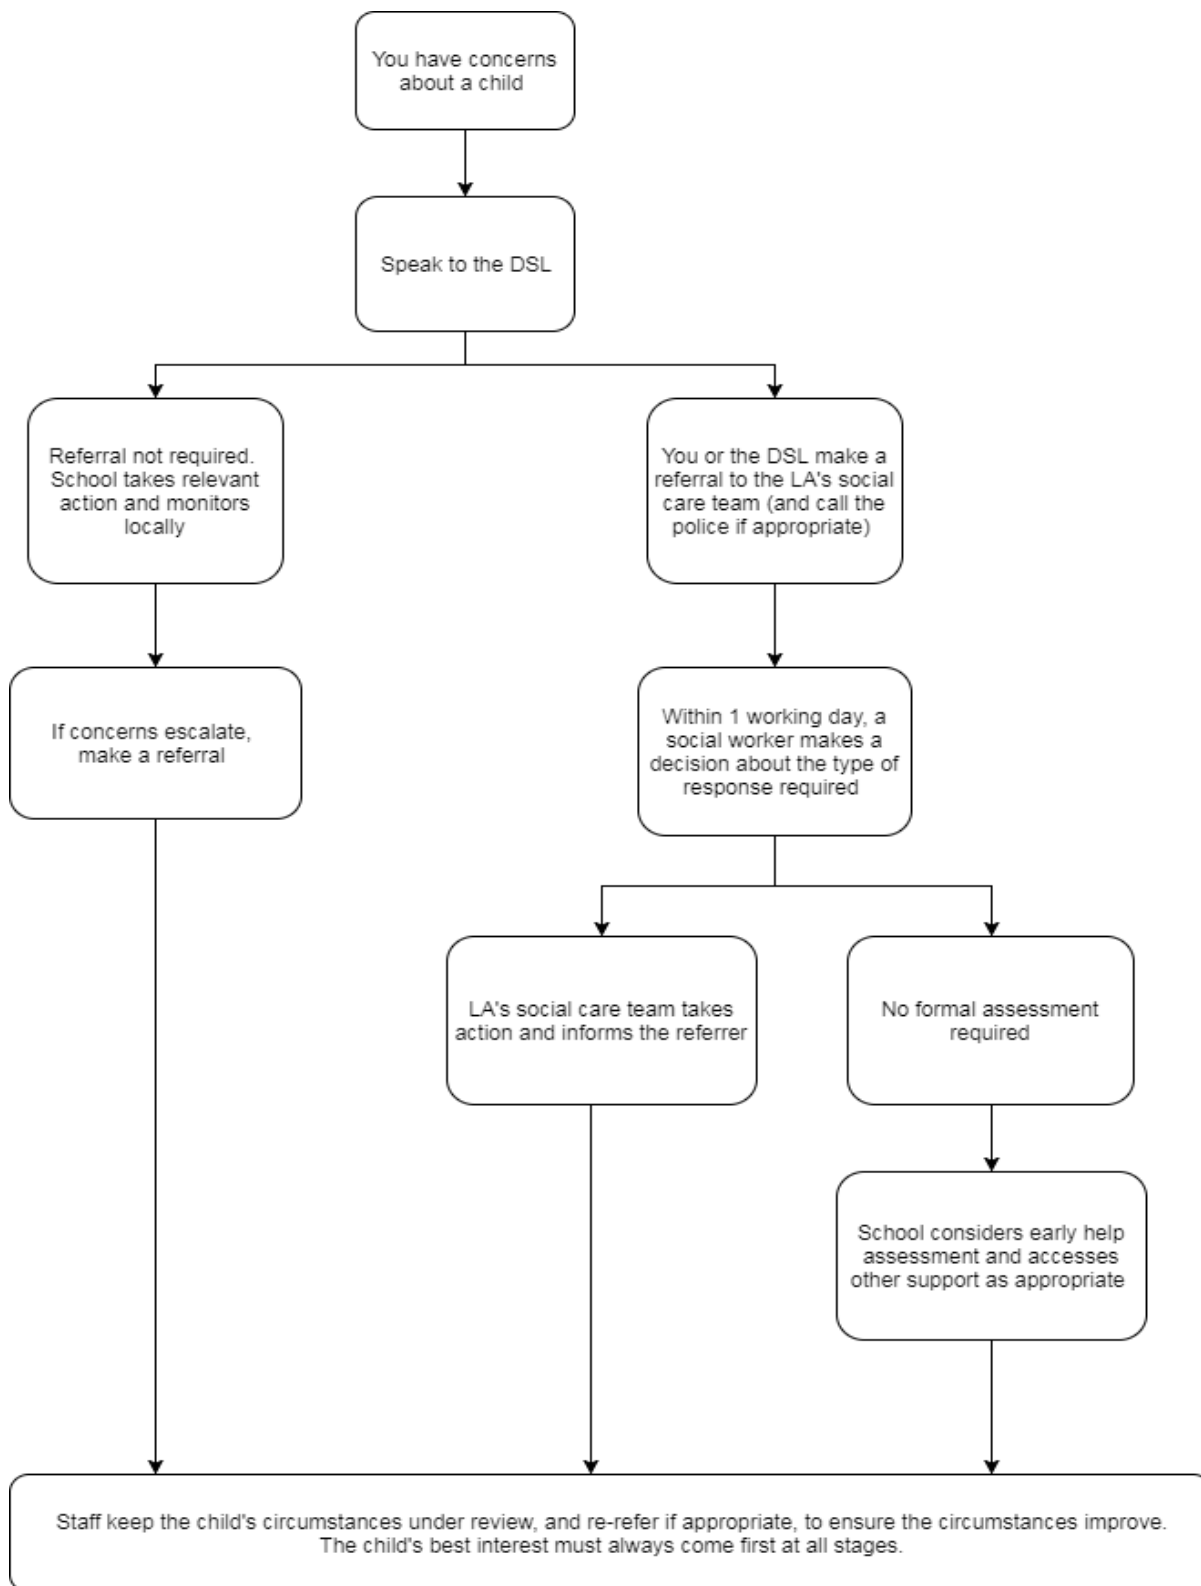 You have concerns
about a child
Speak to the DSL
Referral not required.
School takes relevant
action and monitors
locally
You or the DSL make a
referral to the LA's social
care team (and call the
police if appropriate)
If concerns escalate,
make a referral
Within 1 working day, a
social worker makes a
decision about the type of
response required
LA's social care team takes
action and informs the referrer
No formal assessment
required
School considers early help
assessment and accesses
other support as appropriate
Staff keep the child's circumstances under review, and re-refer if appropriate, to ensure the circumstances improve.
The child's best interest must always come first at all stages.